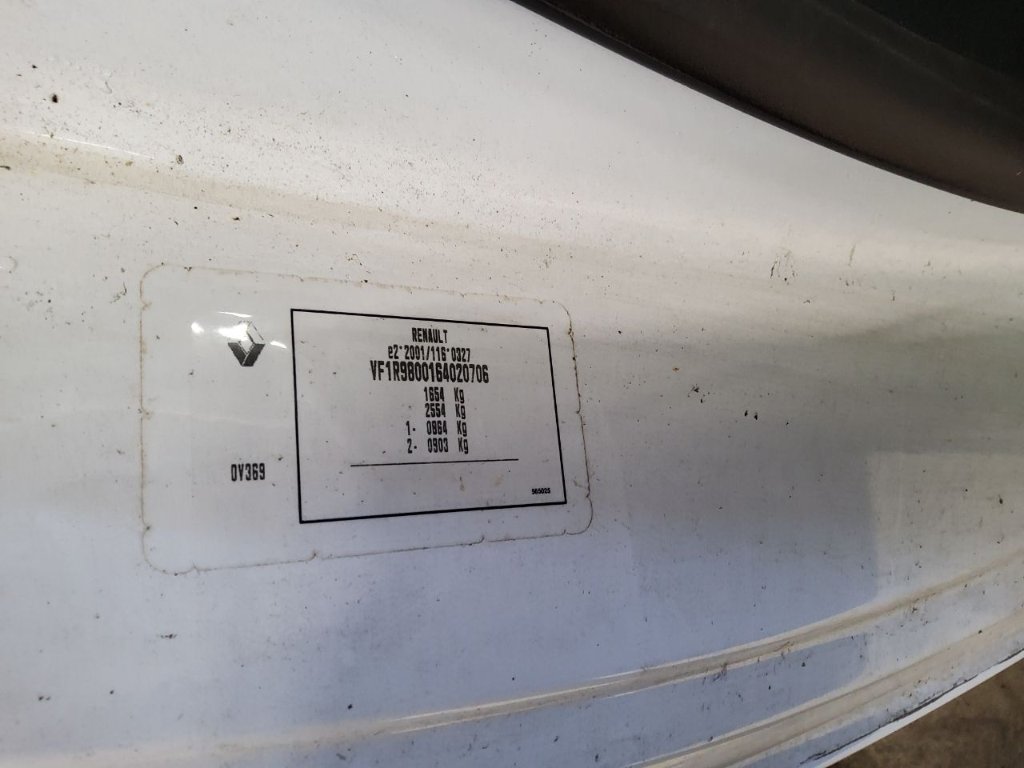 RENAULT
e2*2001/116*0327
VF1R9800164020706
1654 Kg
2554 Kg
1- 0964 Kg
2- 0903 Kg
OV369
565025